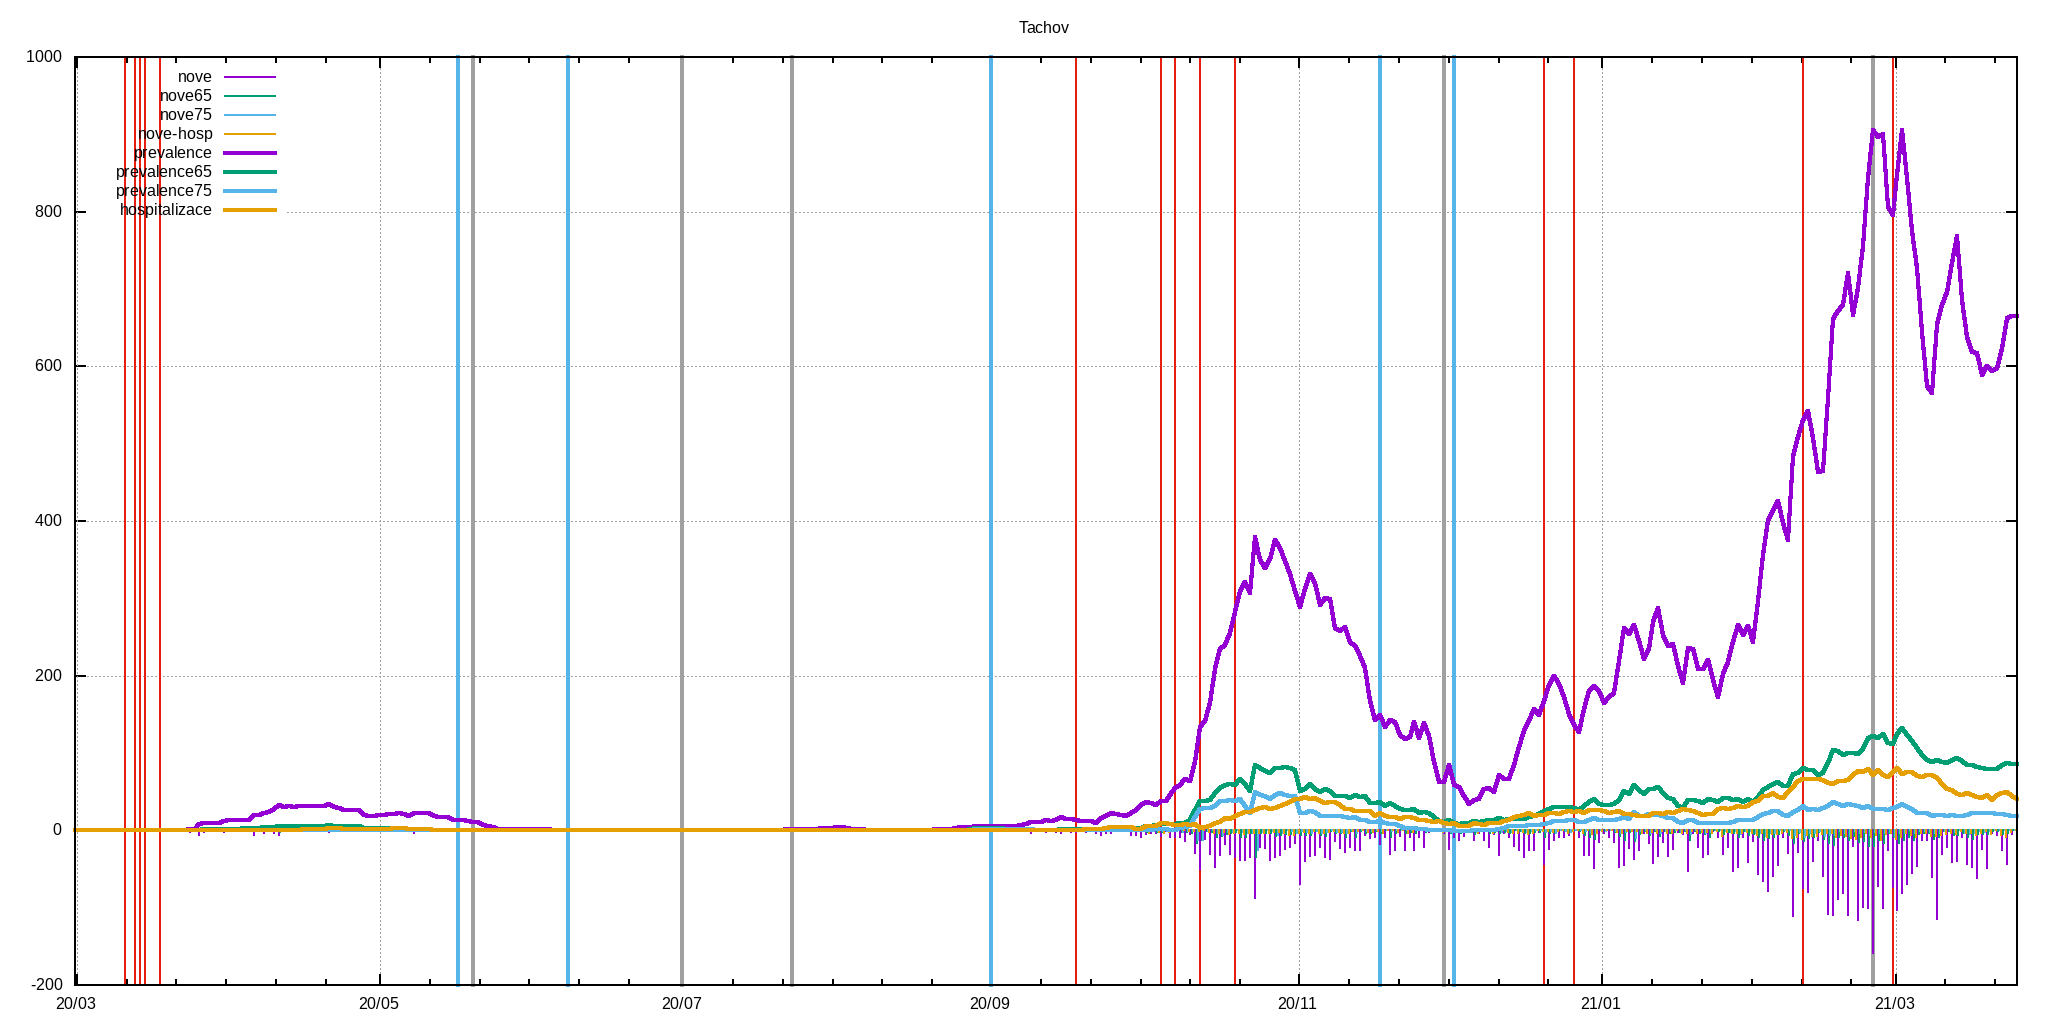 Tachov
1000
800
600
400
200
0
-200
nove
nove65
nove75
nove-hosp
prevalence
prevalence65
prevalence75
hospitalizace
20/03 20/05 20/07 20/09 20/11 21/01 21/03